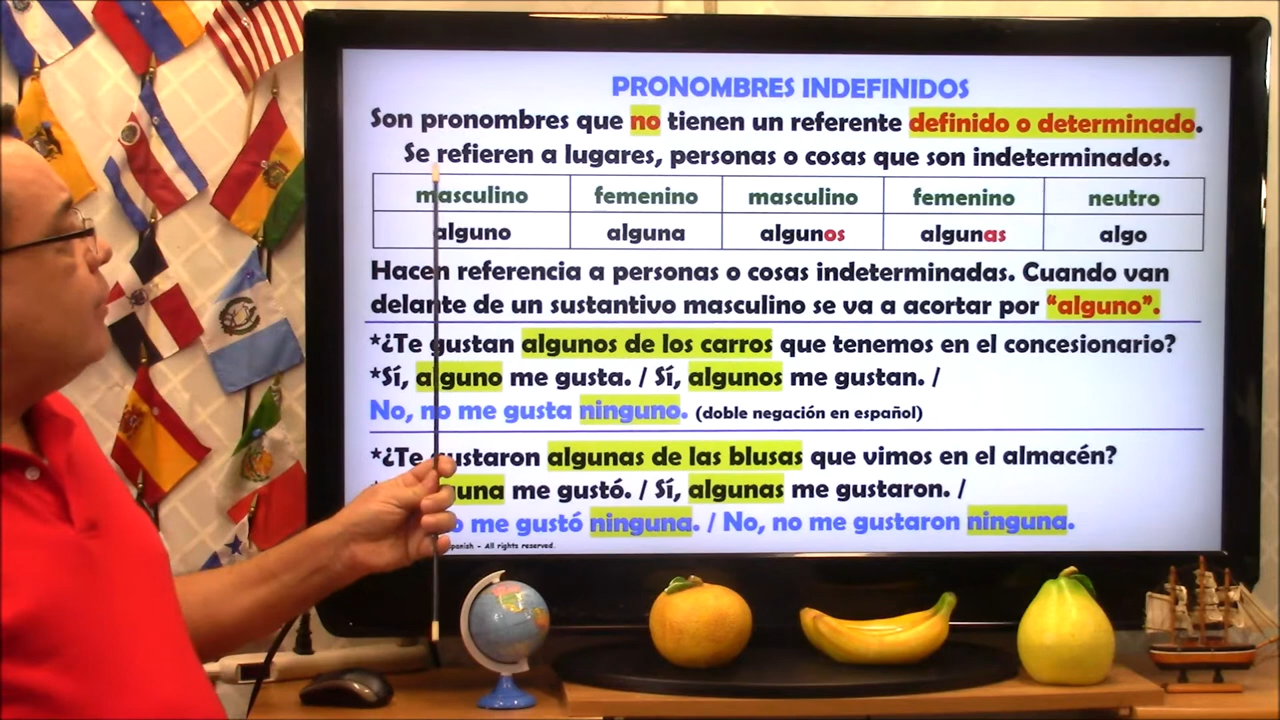 PRONOMBRES INDEFINIDOS
Son pronombres que no tienen un referente definido o determinado.
Se refieren a lugares, personas o cosas que son indeterminados.
masculino femenino masculino femenino neutro
alguno alguna algunos algunas algo
Hacen referencia a personas o cosas indeterminadas. Cuando van
delante de un sustantivo masculino se va a acortar por “alguno”.
*¿Te gustan algunos de los carros que tenemos en el concesionario?
*Sí, alguno me gusta. / Sí, algunos me gustan. /
No, no me gusta ninguno. (doble negación en español)
*¿Te gustaron algunas de las blusas que vimos en el almacén?
guna me gustó. / Sí, algunas me gustaron. /
o me gustó ninguna. / No, no me gustaron ninguna.
panish - All rights reserved.